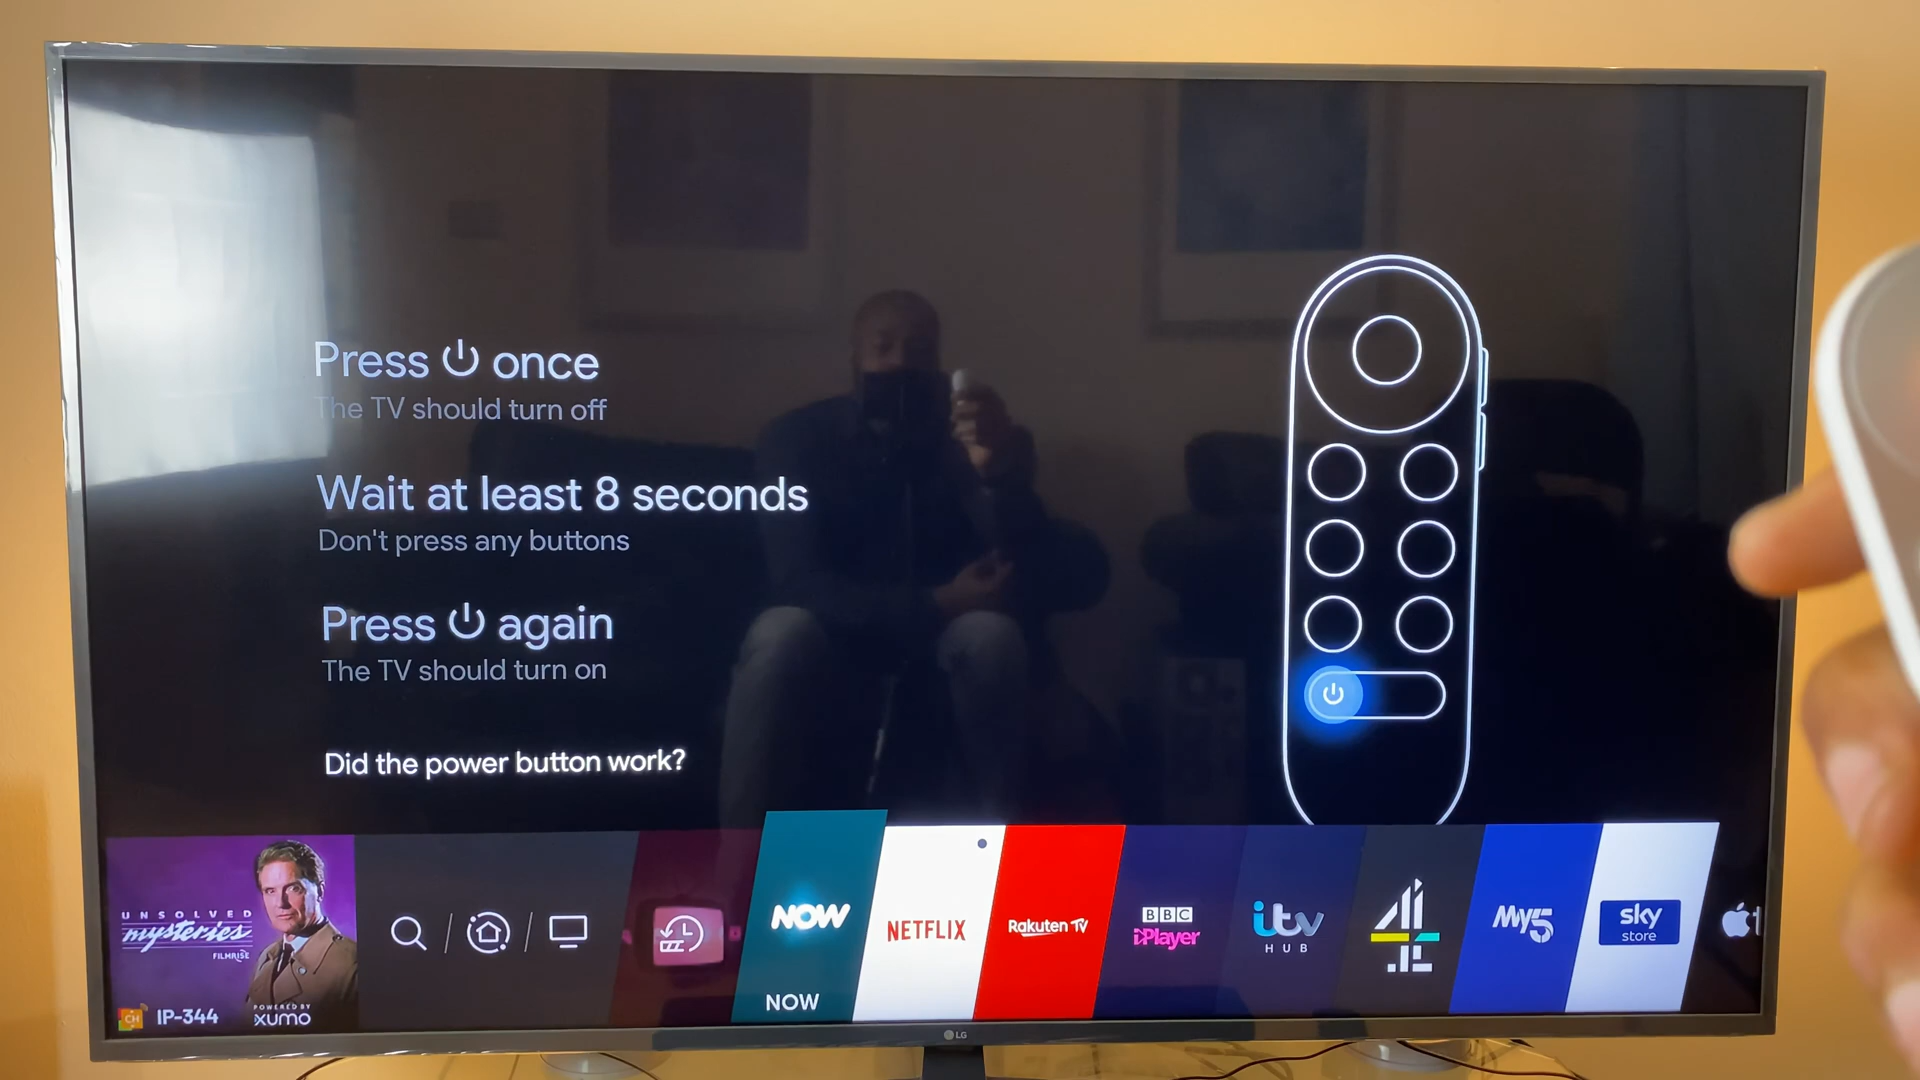 Press once
The TV should turn off
Wait at least 8 seconds
Don't press any buttons
Press again
The TV should turn on
Did the power button work?
UNSOLVED
mysteries
FILMRISE
CH IP-344
POWERED BY
XUMO
NOW
NOW
NETFLIX
Rakuten TV
BBC
iPlayer
itv
HUB
4
My5
sky
store
LG